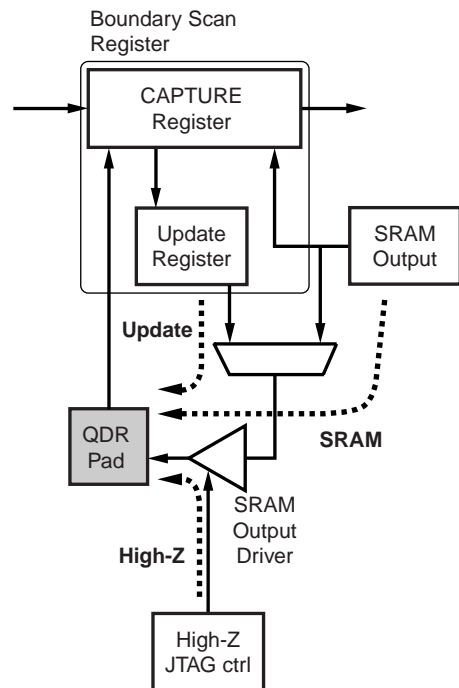 Boundary Scan
Register
CAPTURE
Register
Update
Register
SRAM
Output
Update
SRAM
QDR
Pad
SRAM
Output
Driver
High-Z
High-Z
JTAG ctrl